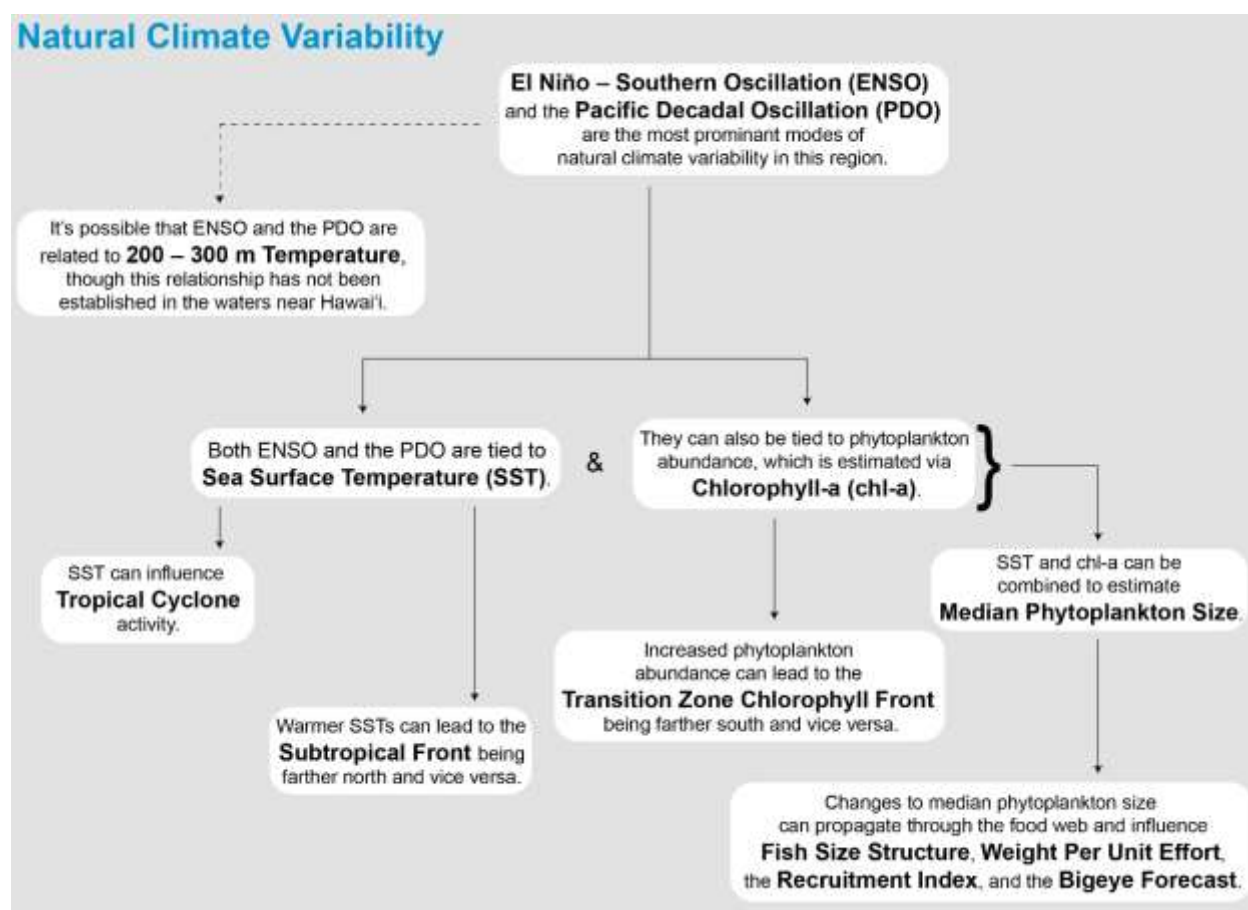 Natural Climate Variability
El Niño – Southern Oscillation (ENSO)
and the Pacific Decadal Oscillation (PDO)
are the most prominant modes of
natural climate variability in this region.
It's possible that ENSO and the PDO are
related to 200 – 300 m Temperature,
though this relationship has not been
established in the waters near Hawai'i.
Both ENSO and the PDO are tied to
Sea Surface Temperature (SST).
&
They can also be tied to phytoplankton
abundance, which is estimated via
Chlorophyll-a (chl-a).
}
SST can influence
Tropical Cyclone
activity.
SST and chl-a can be
combined to estimate
Median Phytoplankton Size.
Increased phytoplankton
abundance can lead to the
Transition Zone Chlorophyll Front
being farther south and vice versa.
Warmer SSTs can lead to the
Subtropical Front being
farther north and vice versa.
Changes to median phytoplankton size
can propagate through the food web and influence
Fish Size Structure, Weight Per Unit Effort,
the Recruitment Index, and the Bigeye Forecast.